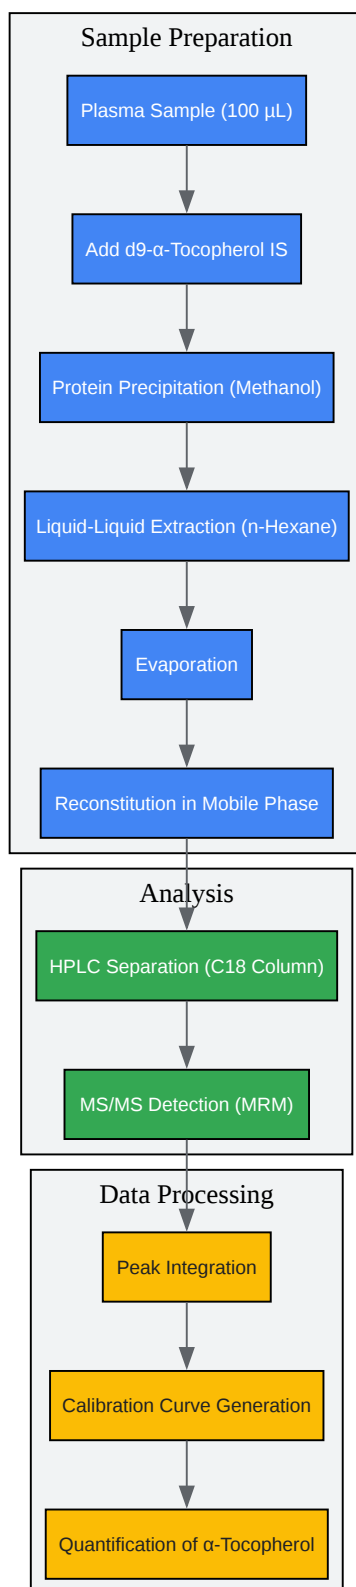 Sample Preparation
Plasma Sample (100 µL)
Add d9-α-Tocopherol IS
Protein Precipitation (Methanol)
Liquid-Liquid Extraction (n-Hexane)
Evaporation
Reconstitution in Mobile Phase
Analysis
HPLC Separation (C18 Column)
MS/MS Detection (MRM)
Data Processing
Peak Integration
Calibration Curve Generation
Quantification of α-Tocopherol